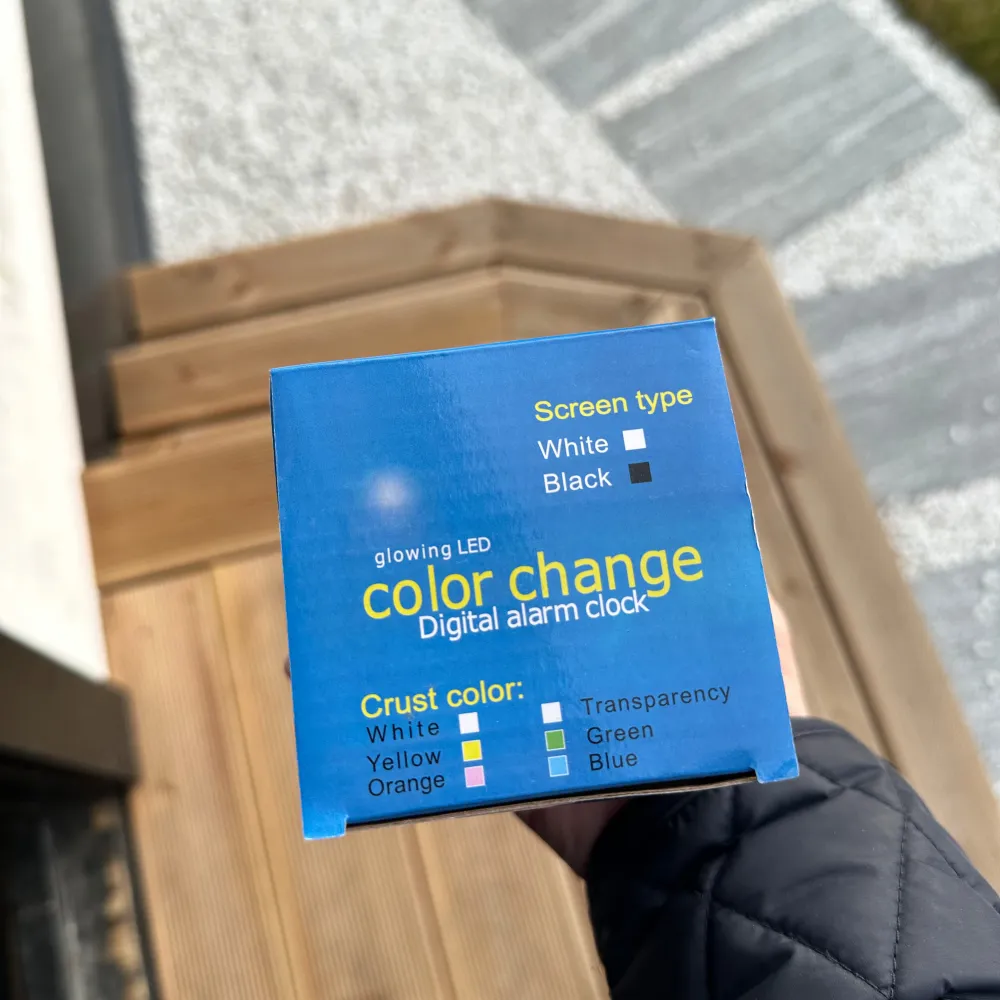 Screen type
White
Black
glowing LED
color change
Digital alarm clock
Crust color:
White
Yellow
Orange
Transparency
Green
Blue